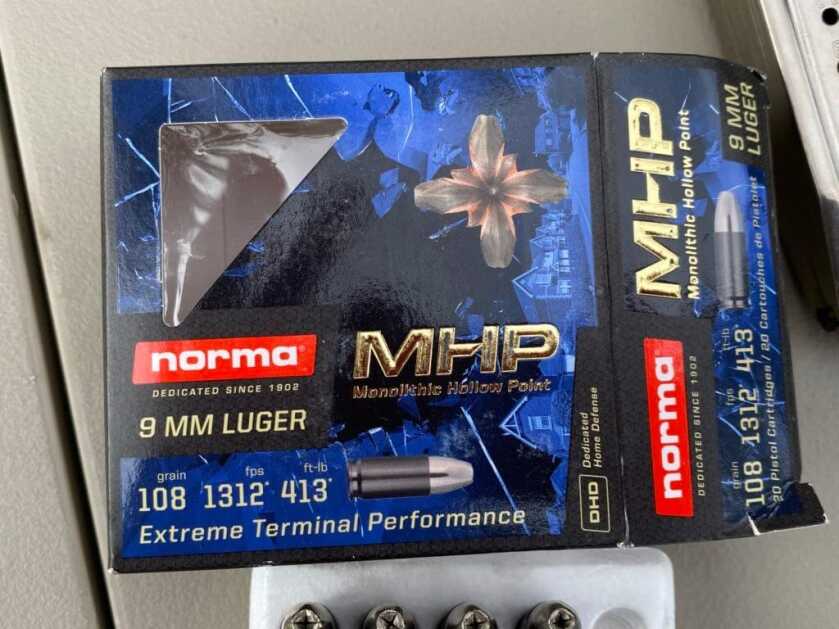 norma
DEDICATED SINCE 1902
9 MM LUGER
MHP
Monolithic Hollow Point
grain fps ft-lb
108 1312* 413*
Extreme Terminal Performance
DHD
Dedicated
Home Defense
MHP
Monolithic Hollow Point
9 MM
LUGER
norma
DEDICATED SINCE 1902
grain fps ft-lb
108 1312* 413*
20 Pistol Cartridges / 20 Cartouches de Pistolet